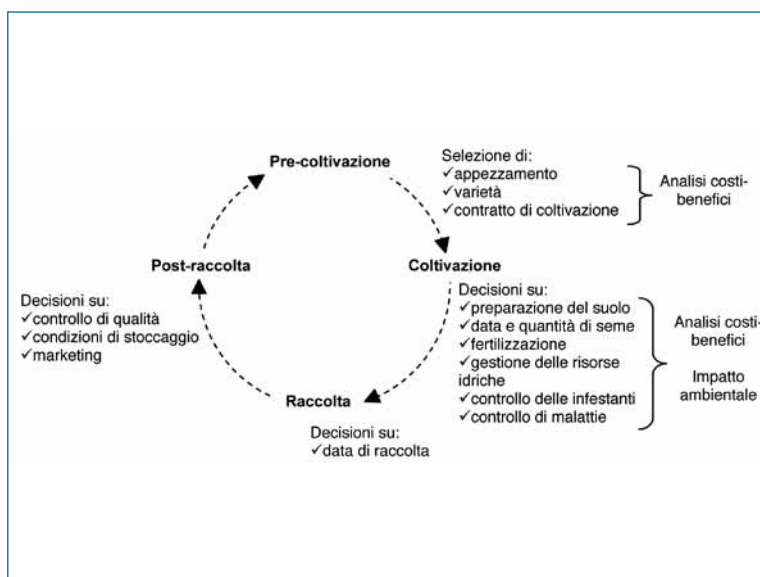 Pre-coltivazione
Selezione di:
✓appezzamento
✓varietà
✓contratto di coltivazione
Analisi costi-
benefici
Coltivazione
Decisioni su:
✓preparazione del suolo
✓data e quantità di seme
✓fertilizzazione
✓gestione delle risorse
idriche
✓controllo delle infestanti
✓controllo di malattie
Analisi costi-
benefici
Impatto
ambientale
Raccolta
Decisioni su:
✓data di raccolta
Post-raccolta
Decisioni su:
✓controllo di qualità
✓condizioni di stoccaggio
✓marketing